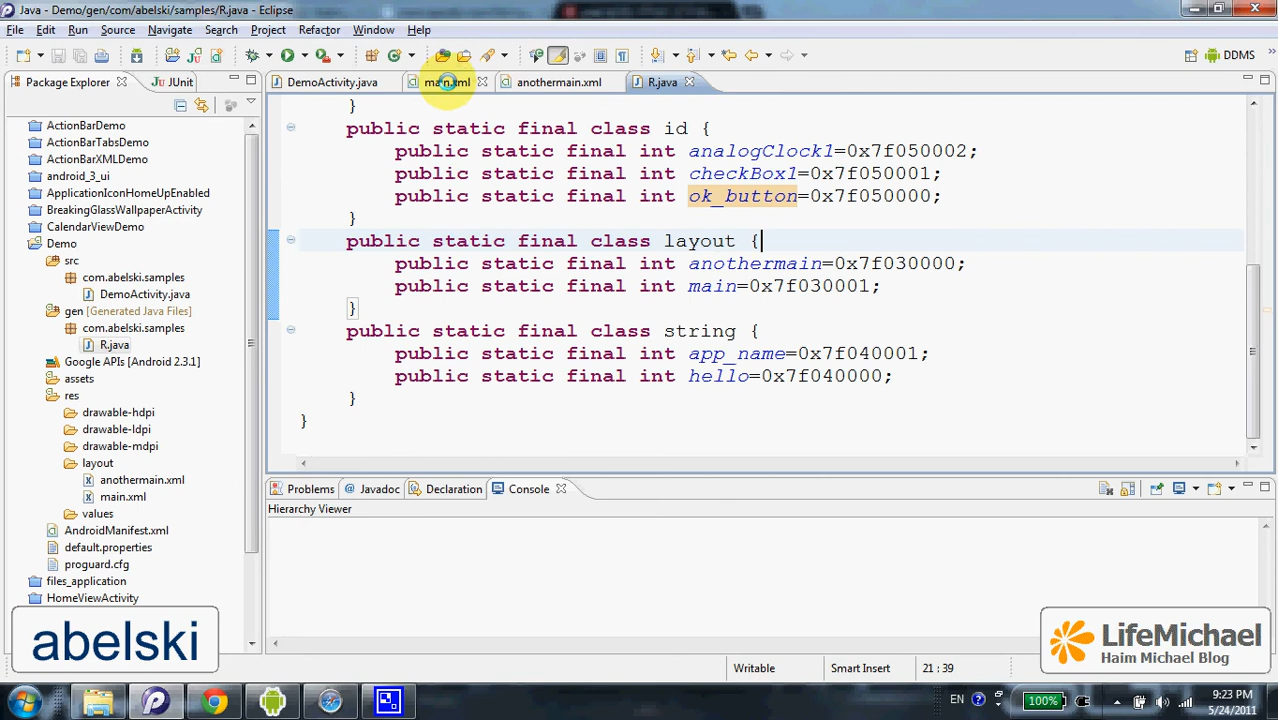 Java - Demo/gen/com/abelski/samples/R.java - Eclipse
File Edit Run Source Navigate Search Project Refactor Window Help
DDMS
Package Explorer JUnit
DemoActivity.java main.xml anothermain.xml R.java
ActionBarDemo
ActionBarTabsDemo
ActionBarXMLDemo
android_3_ui
ApplicationIconHomeUpEnabled
BreakingGlassWallpaperActivity
CalendarViewDemo
Demo
src
com.abelski.samples
DemoActivity.java
gen [Generated Java Files]
com.abelski.samples
R.java
Google APIs [Android 2.3.1]
assets
res
drawable-hdpi
drawable-ldpi
drawable-mdpi
layout
anothermain.xml
main.xml
values
AndroidManifest.xml
default.properties
proguard.cfg
files_application
HomeViewActivity
}
public static final class id {
public static final int analogClock1=0x7f050002;
public static final int checkBox1=0x7f050001;
public static final int ok_button=0x7f050000;
}
public static final class layout {
public static final int anothermain=0x7f030000;
public static final int main=0x7f030001;
}
public static final class string {
public static final int app_name=0x7f040001;
public static final int hello=0x7f040000;
}
}
Problems Javadoc Declaration Console
Hierarchy Viewer
abelski
LifeMichael
Haim Michael Blog
Writable Smart Insert 21 : 39
EN 100% 9:23 PM
5/24/2011